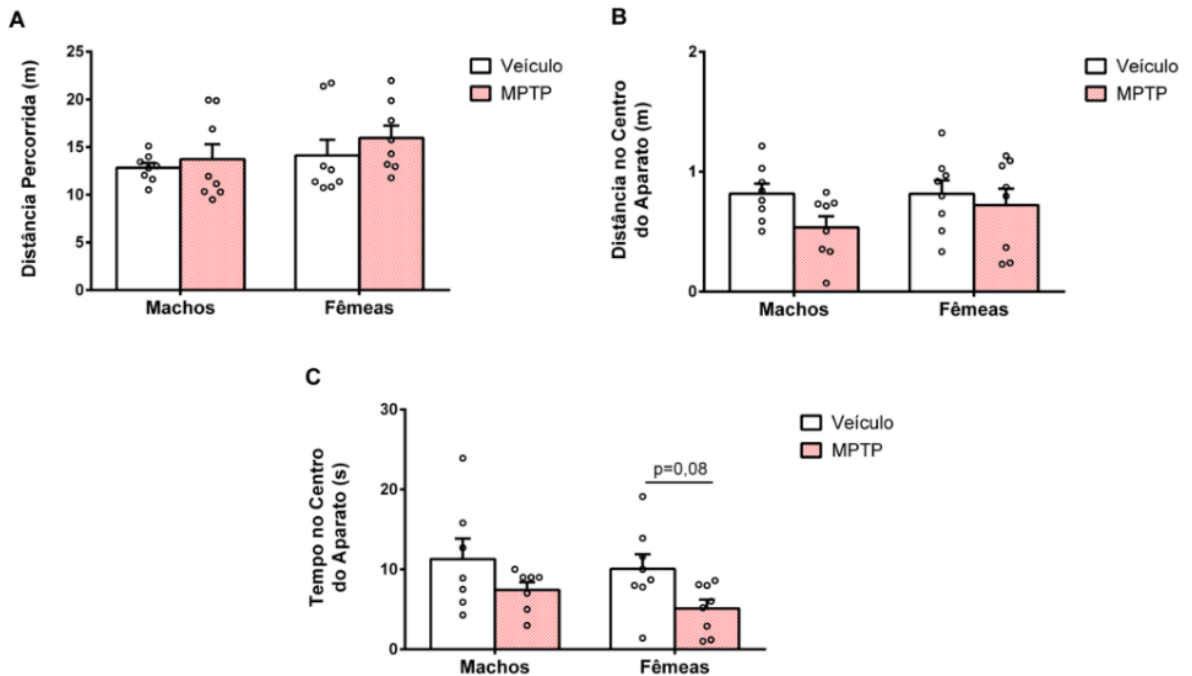 A
Distância Percorrida (m)
25
20
15
10
5
0
Machos
Fêmeas
Veículo
MPTP
B
Distância no Centro
do Aparato (m)
2
1
0
Machos
Fêmeas
Veículo
MPTP
C
Tempo no Centro
do Aparato (s)
30
20
10
0
p=0,08
Machos
Fêmeas
Veículo
MPTP